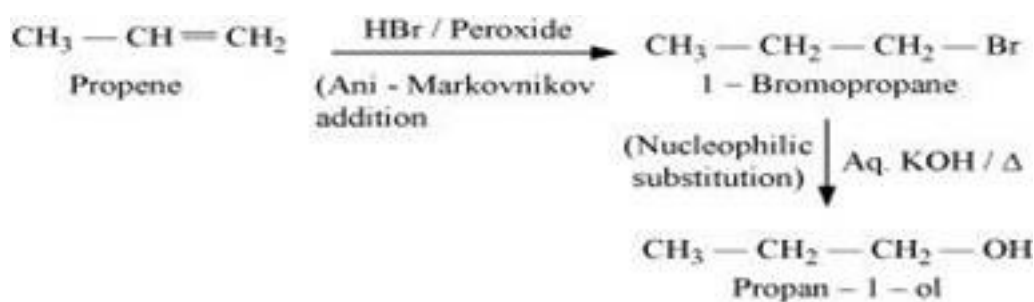 CH₃ — CH = CH₂
Propene
HBr / Peroxide
(Ani - Markovnikov
addition
CH₃ — CH₂ — CH₂ — Br
1 – Bromopropane
(Nucleophilic
substitution)
Aq. KOH / Δ
CH₃ — CH₂ — CH₂ — OH
Propan – 1 – ol